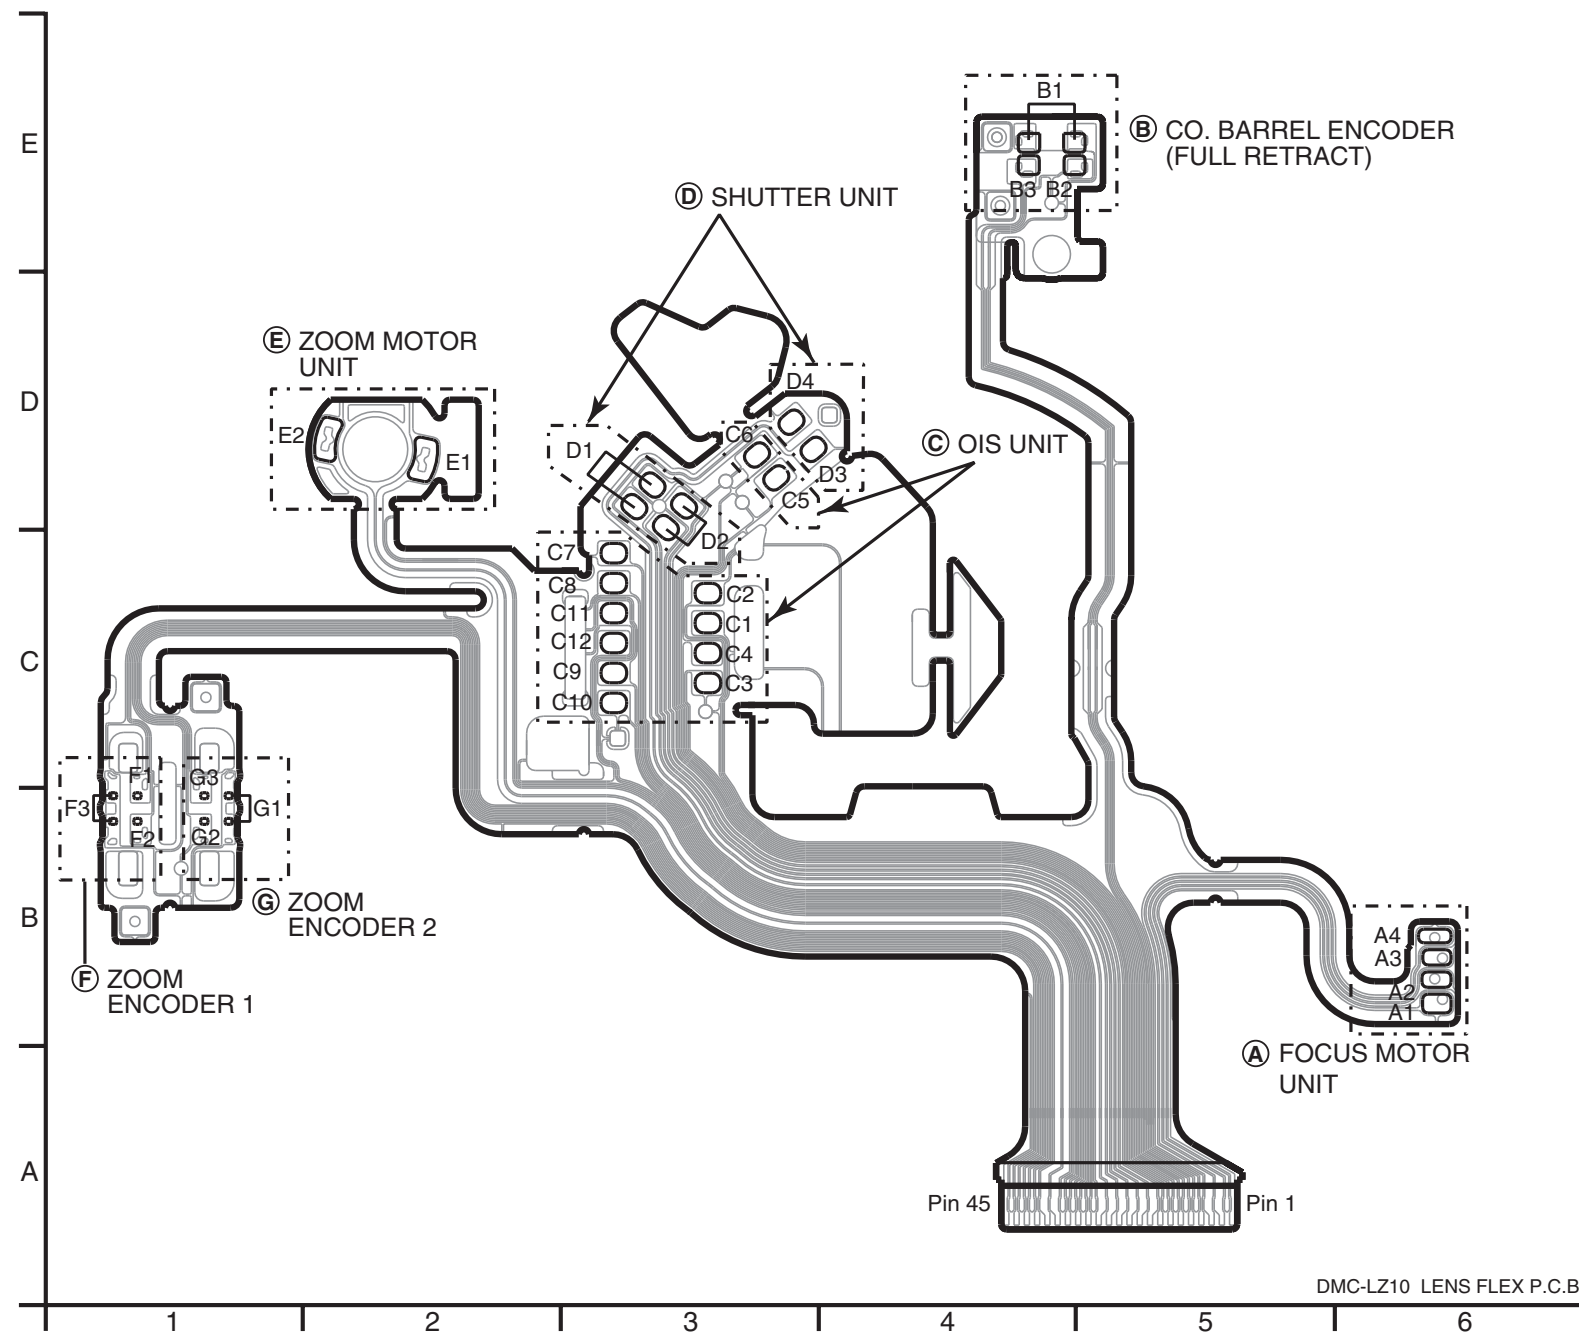 E
B1
Ⓑ CO. BARREL ENCODER
(FULL RETRACT)
B3 B2
Ⓓ SHUTTER UNIT
Ⓔ ZOOM MOTOR
UNIT
D
D4
E2
E1
D1
C6
Ⓒ OIS UNIT
D3
C5
D2
C7
C8
C2
C11
C1
C12
C4
C9
C3
C10
C
F1
G3
F3
G1
F2
G2
Ⓖ ZOOM
ENCODER 2
B
Ⓕ ZOOM
ENCODER 1
A4
A3
A2
A1
Ⓐ FOCUS MOTOR
UNIT
A
Pin 45
Pin 1
DMC-LZ10 LENS FLEX P.C.B
1 2 3 4 5 6